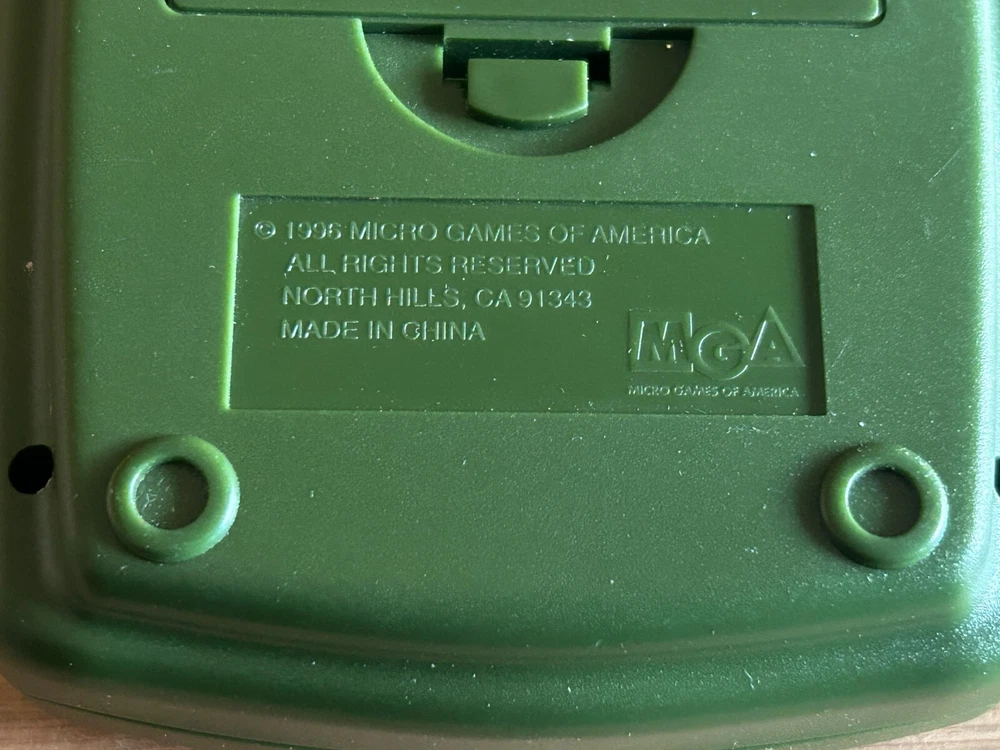 © 1996 MICRO GAMES OF AMERICA
ALL RIGHTS RESERVED
NORTH HILLS, CA 91343
MADE IN CHINA
MGA
MICRO GAMES OF AMERICA